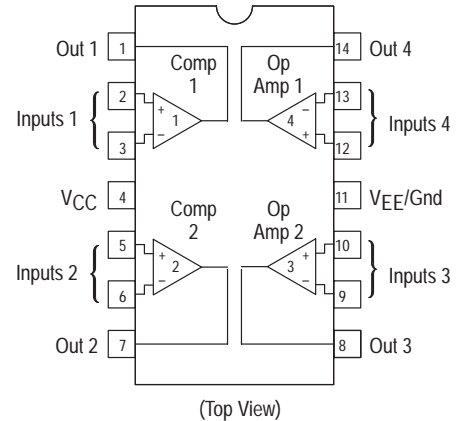 Out 1 1 14 Out 4
Comp 1
Op Amp 1
Inputs 1 2 + 1 - 3
13 - 4 + 12 Inputs 4
VCC 4 11 VEE/Gnd
Comp 2
Op Amp 2
Inputs 2 5 + 2 - 6
10 + 3 - 9 Inputs 3
Out 2 7 8 Out 3
(Top View)